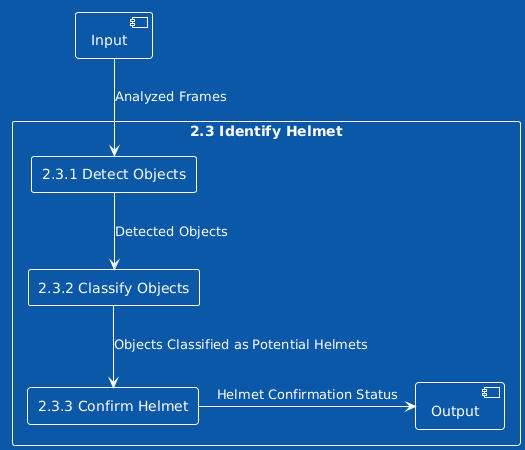 Input
Analyzed Frames
2.3 Identify Helmet
2.3.1 Detect Objects
Detected Objects
2.3.2 Classify Objects
Objects Classified as Potential Helmets
2.3.3 Confirm Helmet
Helmet Confirmation Status
Output